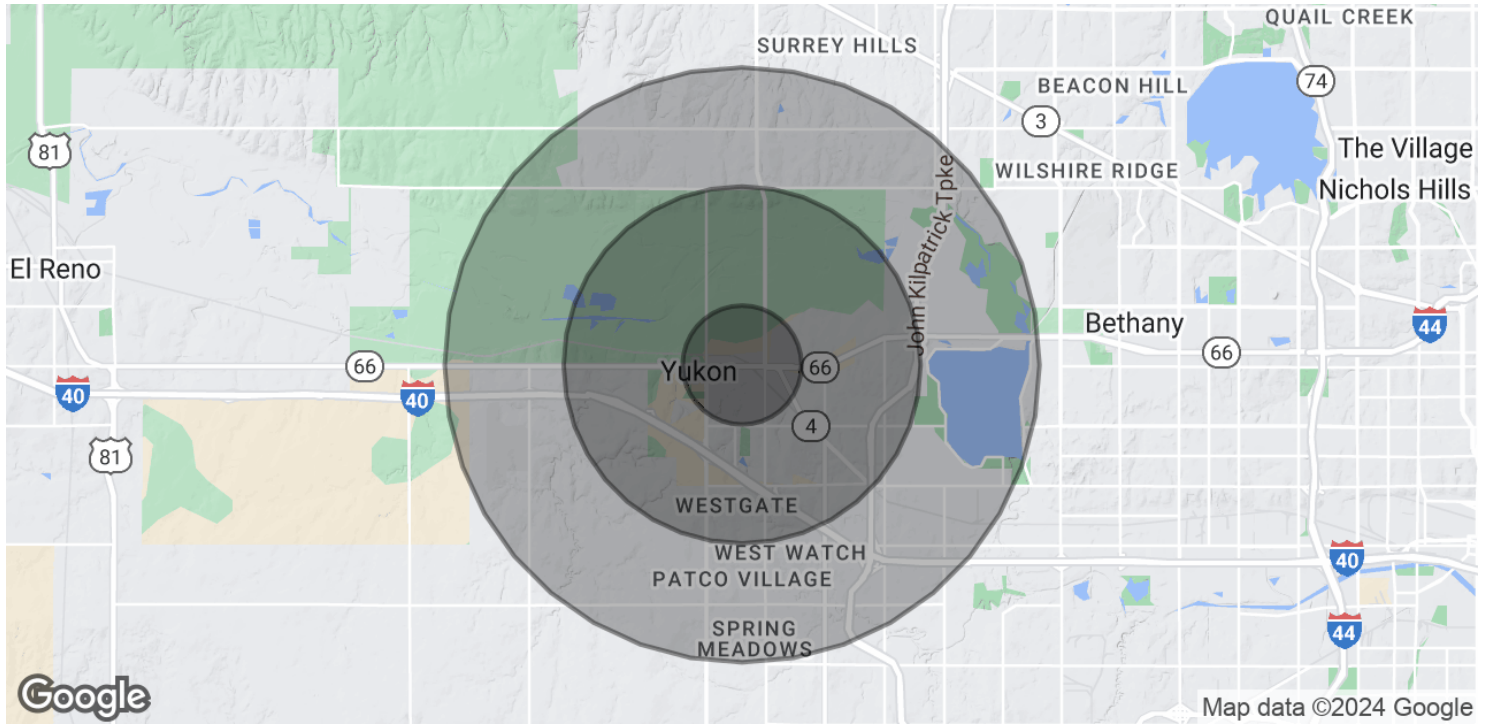 QUAIL CREEK
SURREY HILLS
74
BEACON HILL
3
81
The Village
WILSHIRE RIDGE
Nichols Hills
John Kilpatrick Tpke
El Reno
Bethany
44
66
66
66
Yukon
40
40
4
81
WESTGATE
WEST WATCH
40
PATCO VILLAGE
SPRING
MEADOWS
44
Google
Map data ©2024 Google